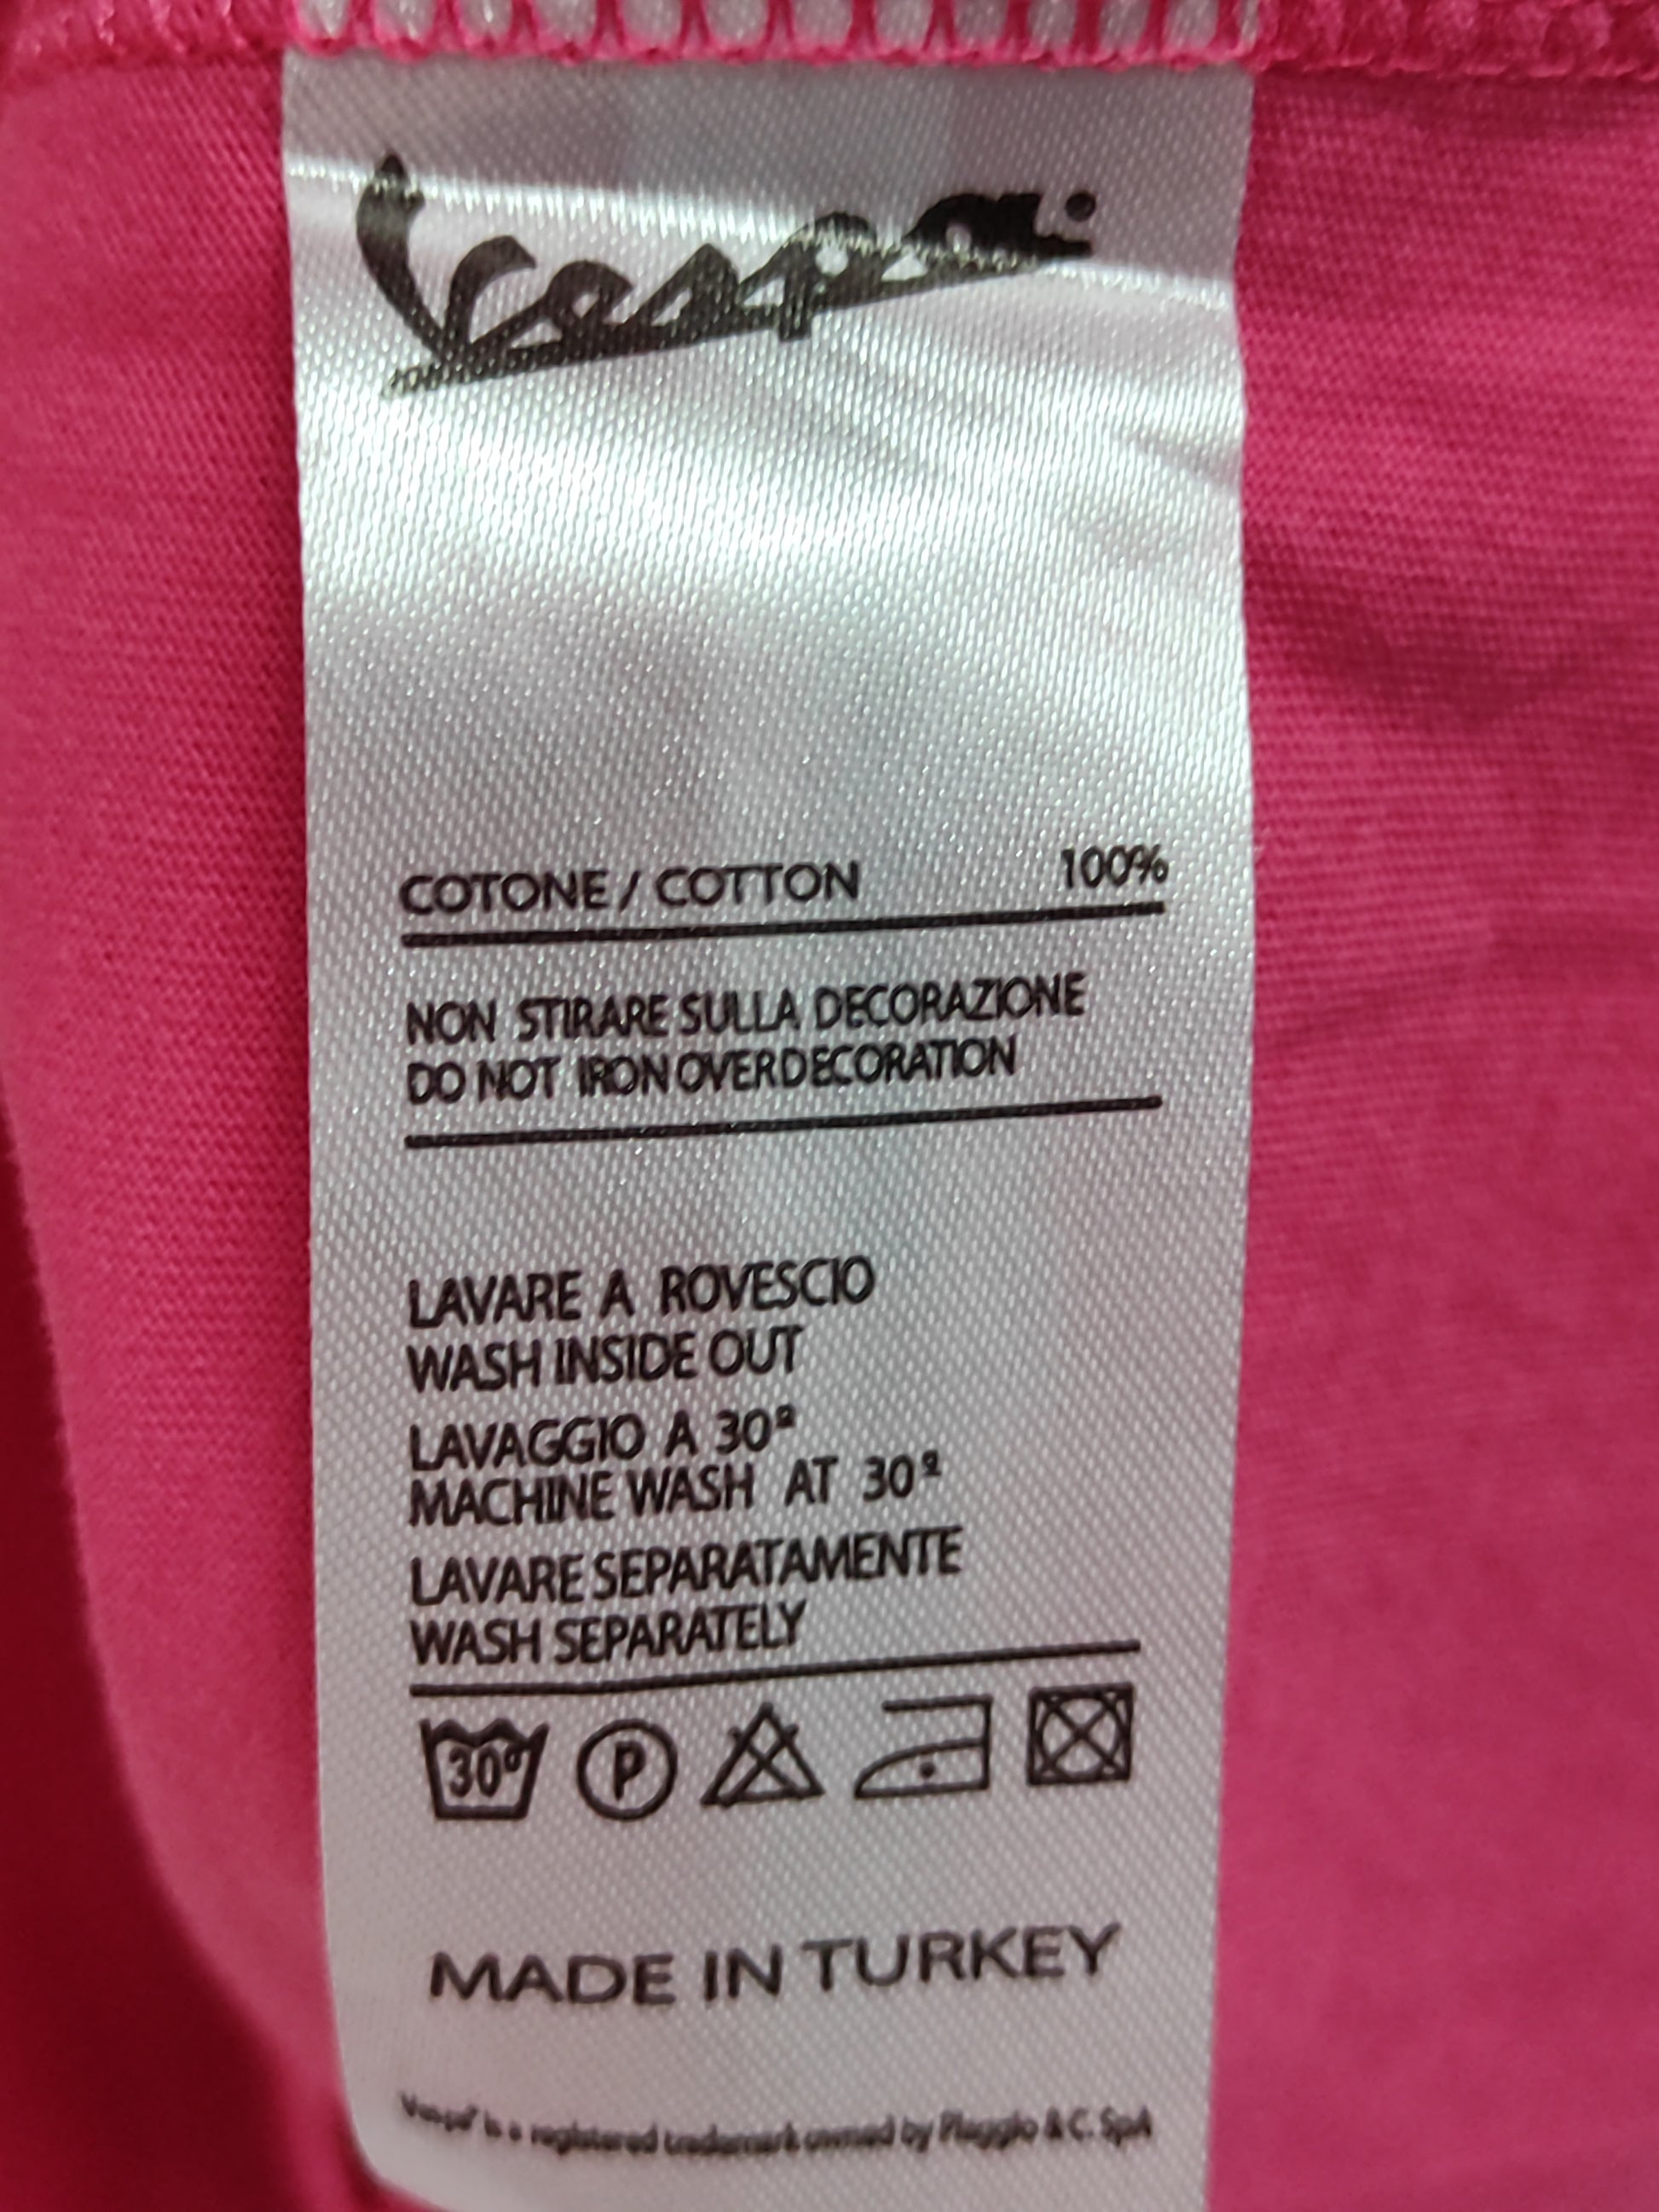 Vespa
COTONE / COTTON 100%
NON STIRARE SULLA DECORAZIONE
DO NOT IRON OVER DECORATION
LAVARE A ROVESCIO
WASH INSIDE OUT
LAVAGGIO A 30º
MACHINE WASH AT 30º
LAVARE SEPARATAMENTE
WASH SEPARATELY
30º P
MADE IN TURKEY
Vespa® is a registered trademark owned by Piaggio & C. SpA